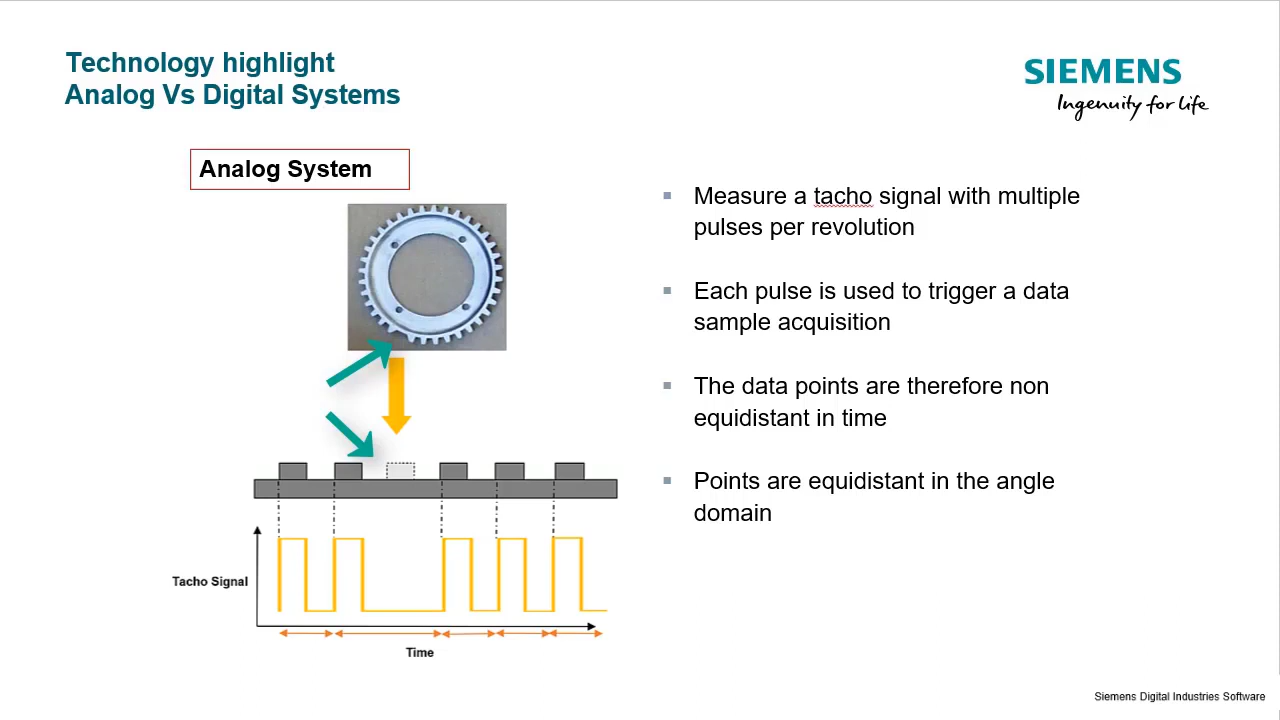 Technology highlight
Analog Vs Digital Systems
SIEMENS
Ingenuity for life
Analog System
Measure a tacho signal with multiple
pulses per revolution
Each pulse is used to trigger a data
sample acquisition
The data points are therefore non
equidistant in time
Points are equidistant in the angle
domain
Tacho Signal
Time
Siemens Digital Industries Software